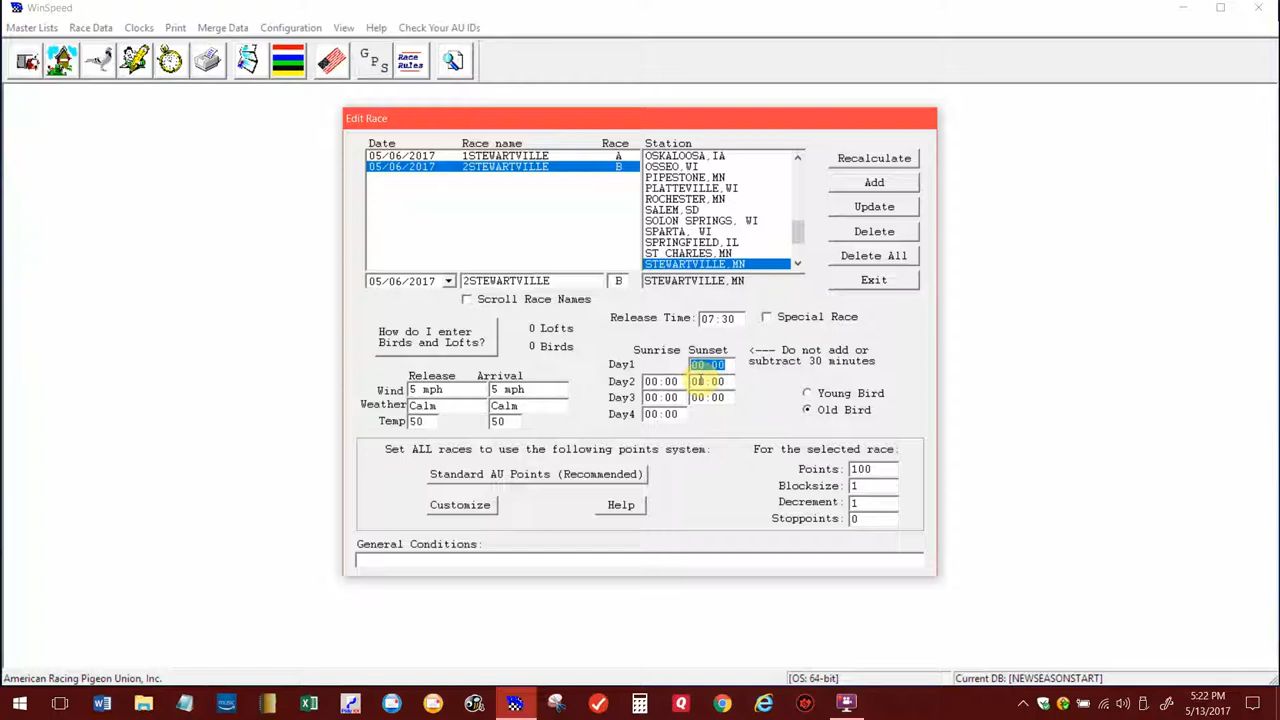 WinSpeed
Master Lists Race Data Clocks Print Merge Data Configuration View Help Check Your AU IDs
G P S Race Rules
Edit Race
Date Race name Race Station
05/06/2017 1STEWARTVILLE A
05/06/2017 2STEWARTVILLE B
OSKALOOSA,IA
OSSEO,WI
PIPESTONE,MN
PLATTEVILLE,WI
ROCHESTER,MN
SALEM,SD
SOLON SPRINGS, WI
SPARTA, WI
SPRINGFIELD,IL
ST CHARLES,MN
STEWARTVILLE,MN
Recalculate
Add
Update
Delete
Delete All
Exit
05/06/2017 2STEWARTVILLE B STEWARTVILLE,MN
Scroll Race Names
Release Time: 07:30 Special Race
How do I enter
Birds and Lofts?
0 Lofts
0 Birds
Sunrise Sunset
Day1 00:00
Day2 00:00 00:00
Day3 00:00 00:00
Day4 00:00
<--- Do not add or
subtract 30 minutes
Young Bird
Old Bird
Release Arrival
Wind 5 mph 5 mph
Weather Calm Calm
Temp 50 50
Set ALL races to use the following points system:
Standard AU Points (Recommended)
Customize Help
For the selected race:
Points: 100
Blocksize: 1
Decrement: 1
Stoppoints: 0
General Conditions:
American Racing Pigeon Union, Inc. [OS: 64-bit] Current DB: [NEWSEASONSTART]
5:22 PM
5/13/2017